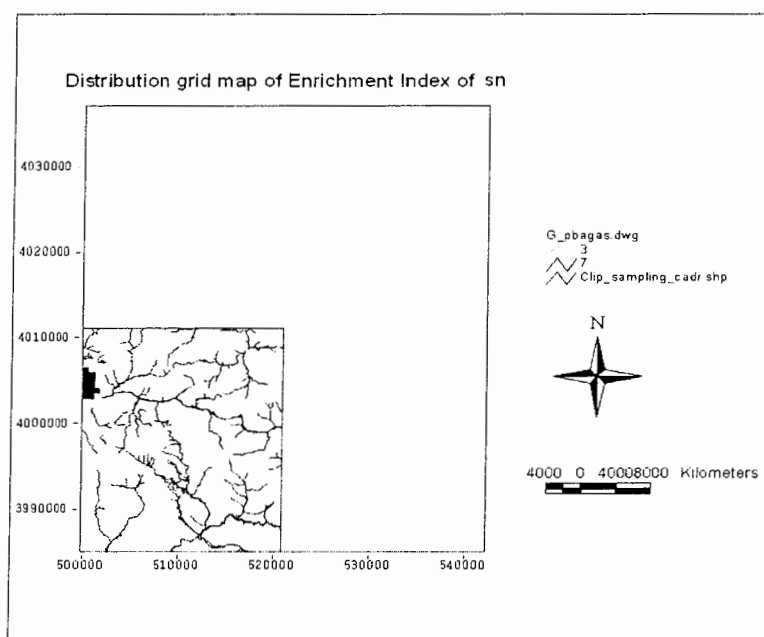 Distribution grid map of Enrichment Index of sn
4030000
4020000
4010000
4000000
3990000
500000
510000
520000
530000
540000
G_pbagas.dwg
3
7
Clip_sampling_cadr shp
N
4000 0 40008000 Kilometers